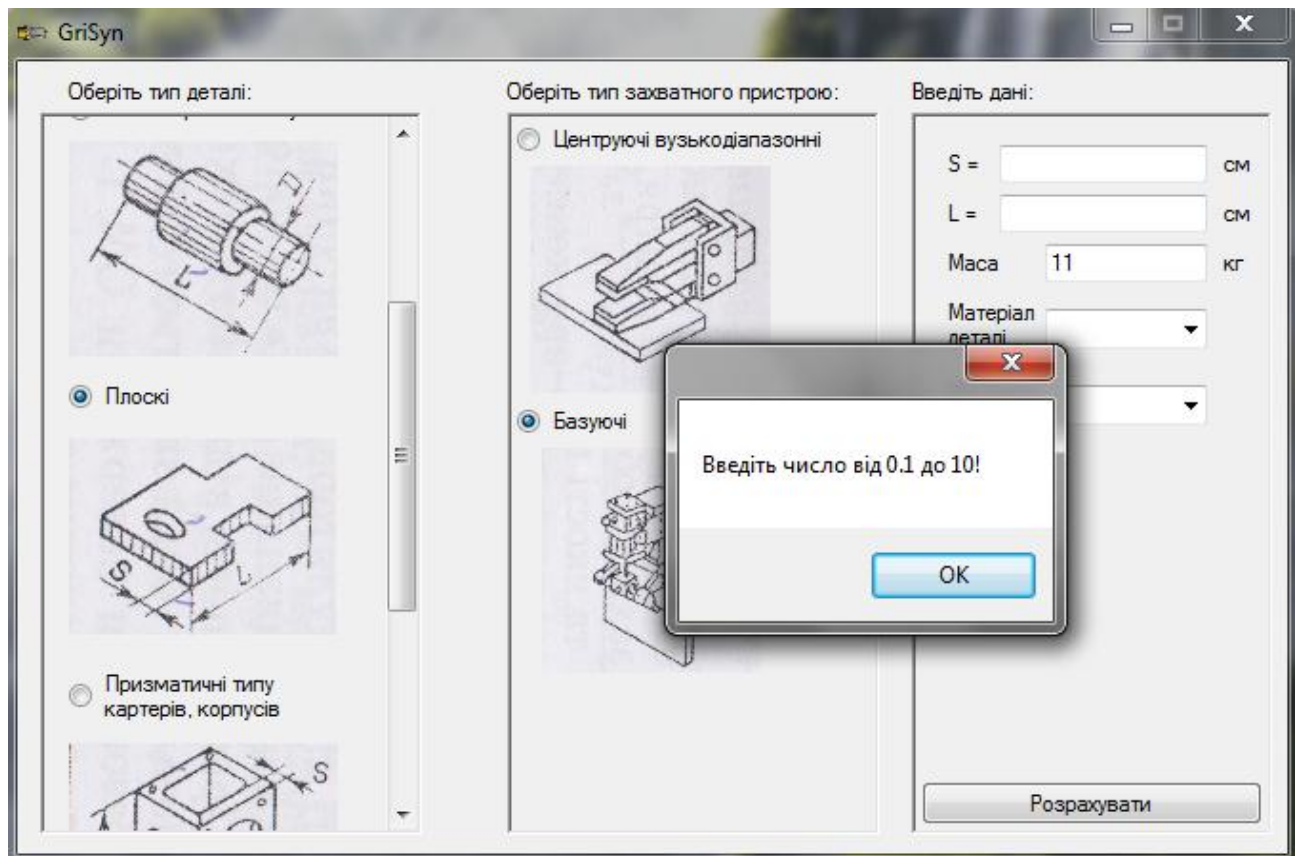 GriSyn
Оберіть тип деталі:
L
Плоскі
S
L
Призматичні типу
картерів, корпусів
S
Оберіть тип захватного пристрою:
Центруючі вузькодіапазонні
Базуючі
Введіть дані:
S = см
L = см
Маса 11 кг
Матеріал
деталі
Введіть число від 0.1 до 10!
OK
Розрахувати